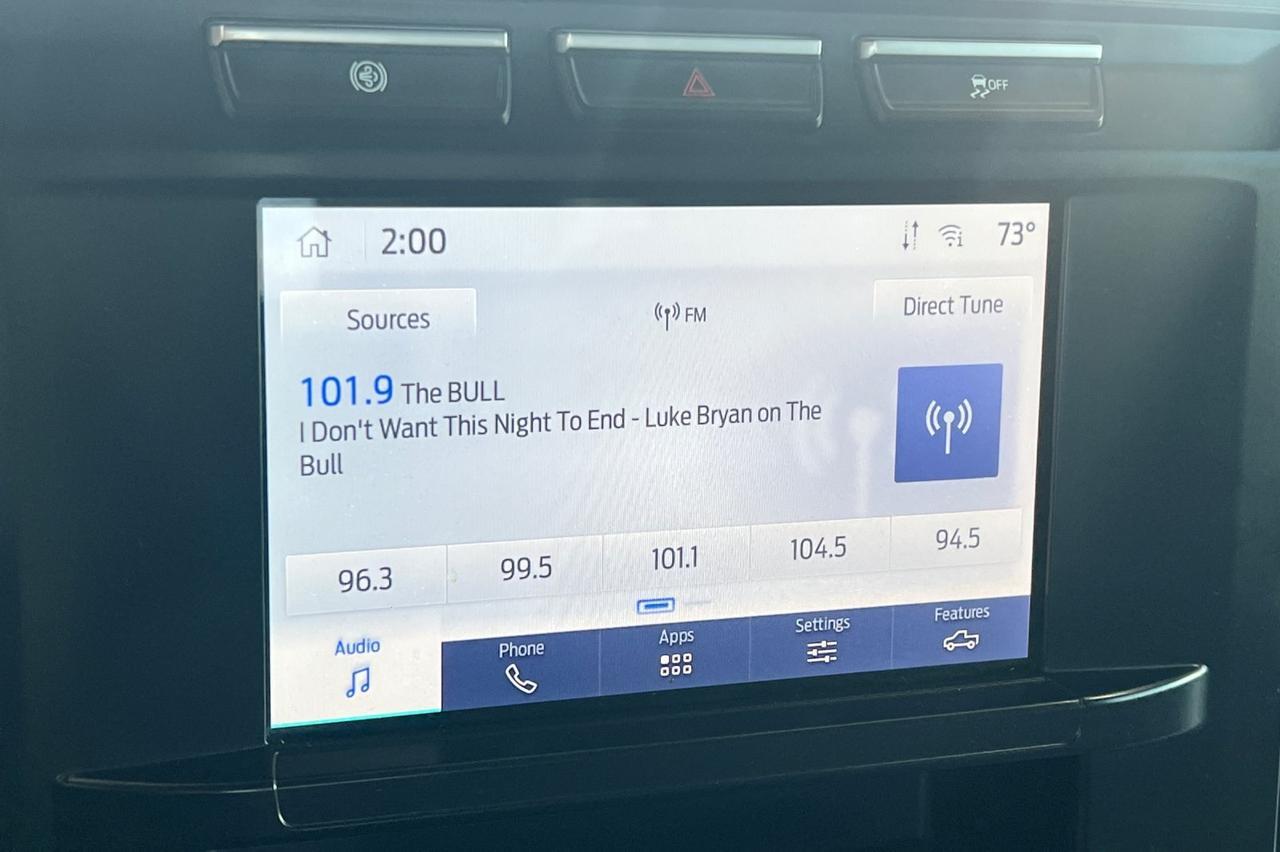 OFF
2:00
73°
Sources
FM
Direct Tune
101.9 The BULL
I Don't Want This Night To End - Luke Bryan on The
Bull
96.3
99.5
101.1
104.5
94.5
Audio
Phone
Apps
Settings
Features